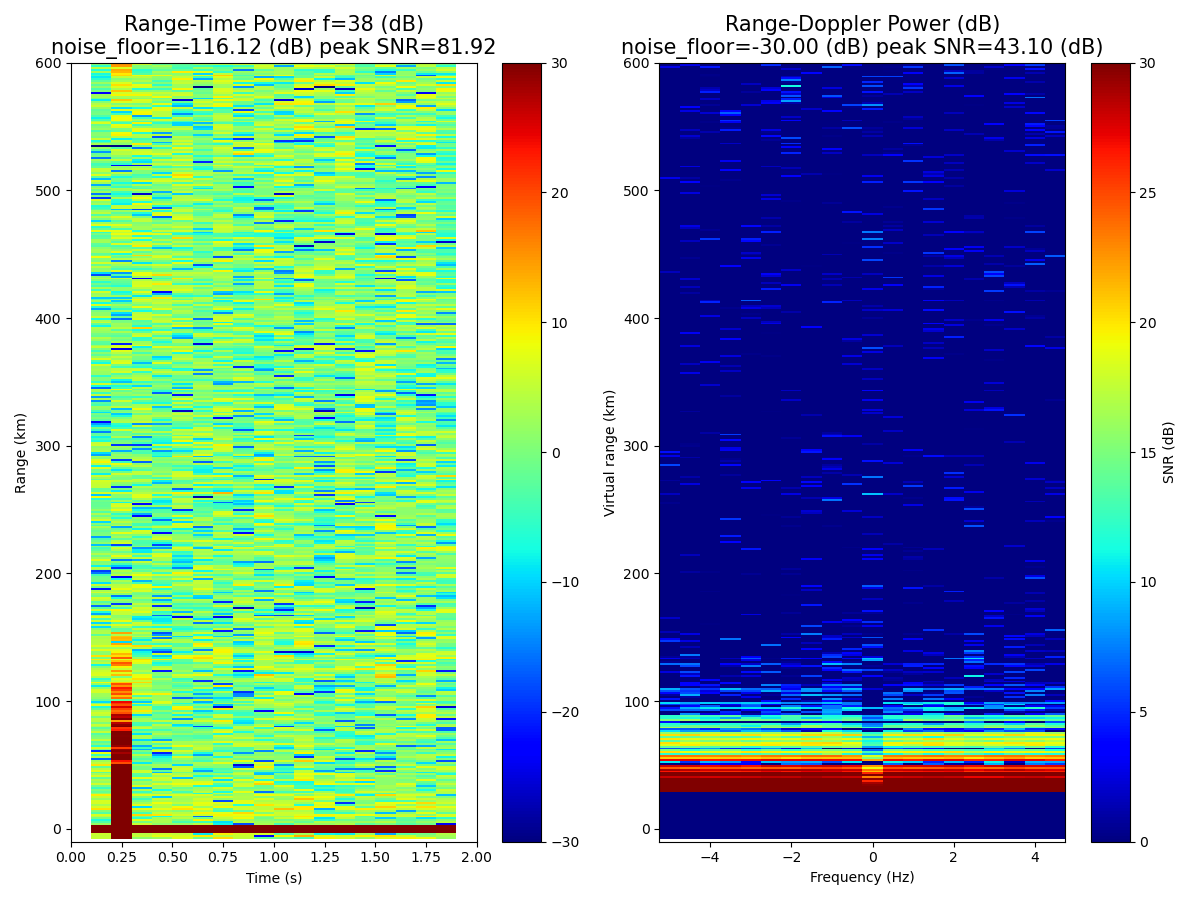 Range-Time Power f=38 (dB)
noise_floor=-116.12 (dB) peak SNR=81.92
Range-Doppler Power (dB)
noise_floor=-30.00 (dB) peak SNR=43.10 (dB)
600
500
400
300
200
100
0
Range (km)
0.00 0.25 0.50 0.75 1.00 1.25 1.50 1.75 2.00
Time (s)
30
20
10
0
−10
−20
−30
600
500
400
300
200
100
0
Virtual range (km)
−4 −2 0 2 4
Frequency (Hz)
30
25
20
15
10
5
0
SNR (dB)